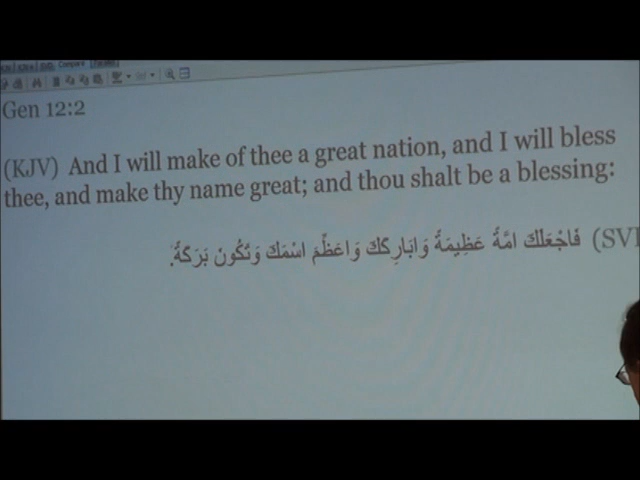 Compare
Gen 12:2
(KJV) And I will make of thee a great nation, and I will bless
thee, and make thy name great; and thou shalt be a blessing:
(SVD فَاجْعَلَكَ امَّةً عَظِيمَةً وَابَارِكَكَ وَاعَظِّمَ اسْمَكَ وَتَكُونَ بَرَكَةً.